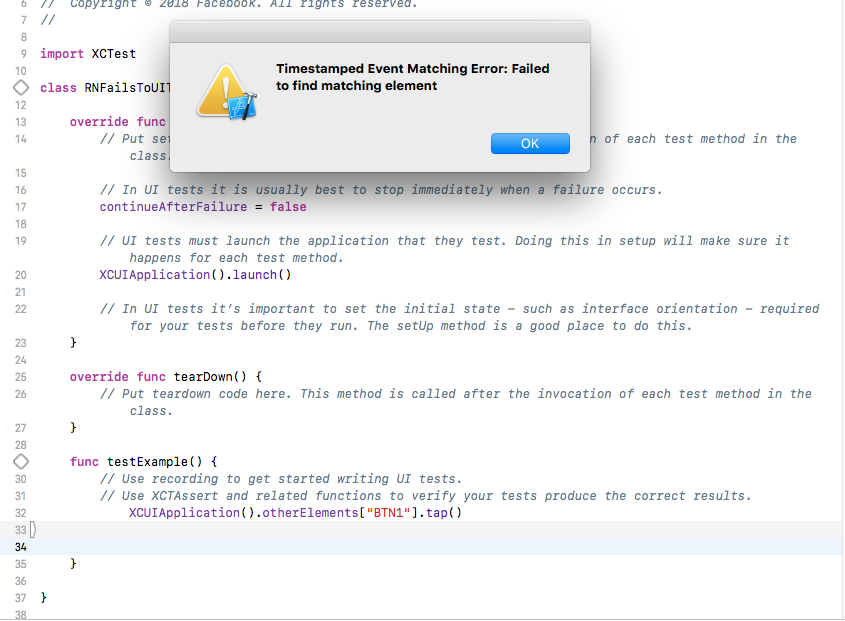 6 // Copyright © 2018 Facebook. All rights reserved.
7 //
8
9 import XCTest
10
class RNFailsToUIT
12
13 override func
14 // Put set
n of each test method in the
class.
15
16 // In UI tests it is usually best to stop immediately when a failure occurs.
17 continueAfterFailure = false
18
19 // UI tests must launch the application that they test. Doing this in setup will make sure it
happens for each test method.
20 XCUIApplication().launch()
21
22 // In UI tests it's important to set the initial state - such as interface orientation - required
for your tests before they run. The setUp method is a good place to do this.
23 }
24
25 override func tearDown() {
26 // Put teardown code here. This method is called after the invocation of each test method in the
class.
27 }
28
func testExample() {
30 // Use recording to get started writing UI tests.
31 // Use XCTAssert and related functions to verify your tests produce the correct results.
32 XCUIApplication().otherElements["BTN1"].tap()
33
34
35 }
36
37 }
38
Timestamped Event Matching Error: Failed
to find matching element
OK